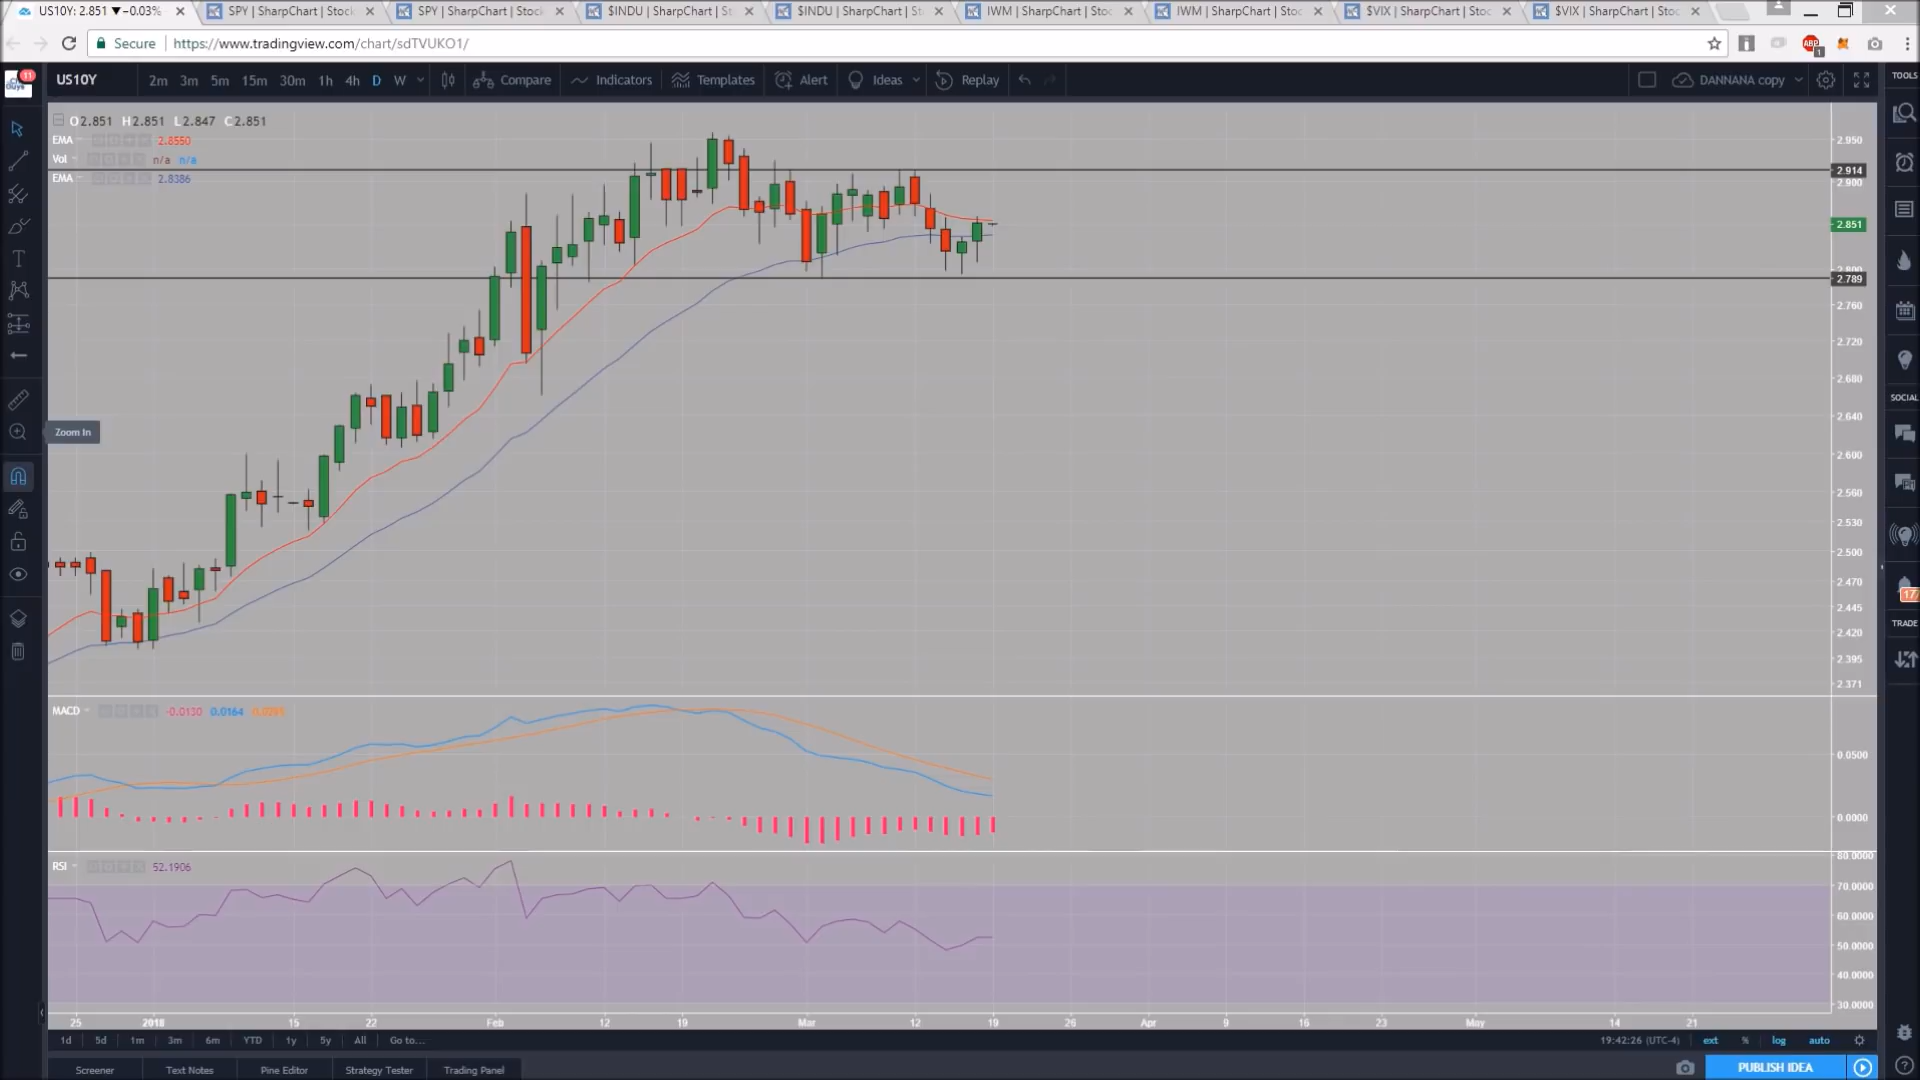 US10Y: 2.851 ▼−0.03%
SPY | SharpChart | Stoc
SPY | SharpChart | Stock
$INDU | SharpChart | St
$INDU | SharpChart | St
IWM | SharpChart | Stoc
IWM | SharpChart | Stoc
$VIX | SharpChart | Stoc
$VIX | SharpChart | Stoc
Secure https://www.tradingview.com/chart/sdTVUKO1/
ABP 1
11
US10Y 2m 3m 5m 15m 30m 1h 4h D W Compare Indicators Templates Alert Ideas Replay DANNANA copy
TOOLS
O2.851 H2.851 L2.847 C2.851
EMA 2.8550
Vol n/a n/a
EMA 2.8386
2.950
2.914
2.900
2.851
2.800
2.789
2.760
2.720
2.680
2.640
2.600
2.560
2.530
2.500
2.470
2.445
2.420
2.395
2.371
Zoom In
SOCIAL
17
TRADE
MACD -0.0130 0.0164
0.0500
0.0000
RSI 52.1906
80.0000
70.0000
60.0000
50.0000
40.0000
30.0000
25 2018 15 22 Feb 12 19 Mar 12 19 26 Apr 9 16 23 May 14 21
1d 5d 1m 3m 6m YTD 1y 5y All Go to... 19:42:26 (UTC-4) ext % log auto
Screener Text Notes Pine Editor Strategy Tester Trading Panel PUBLISH IDEA